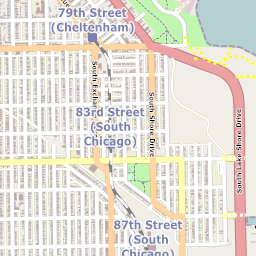 79th Street
(Cheltenham)
South Exchan
83rd Street
(South
Chicago)
South Shore Drive
South Lake Shore Drive
87th Street
(South
Chicago)